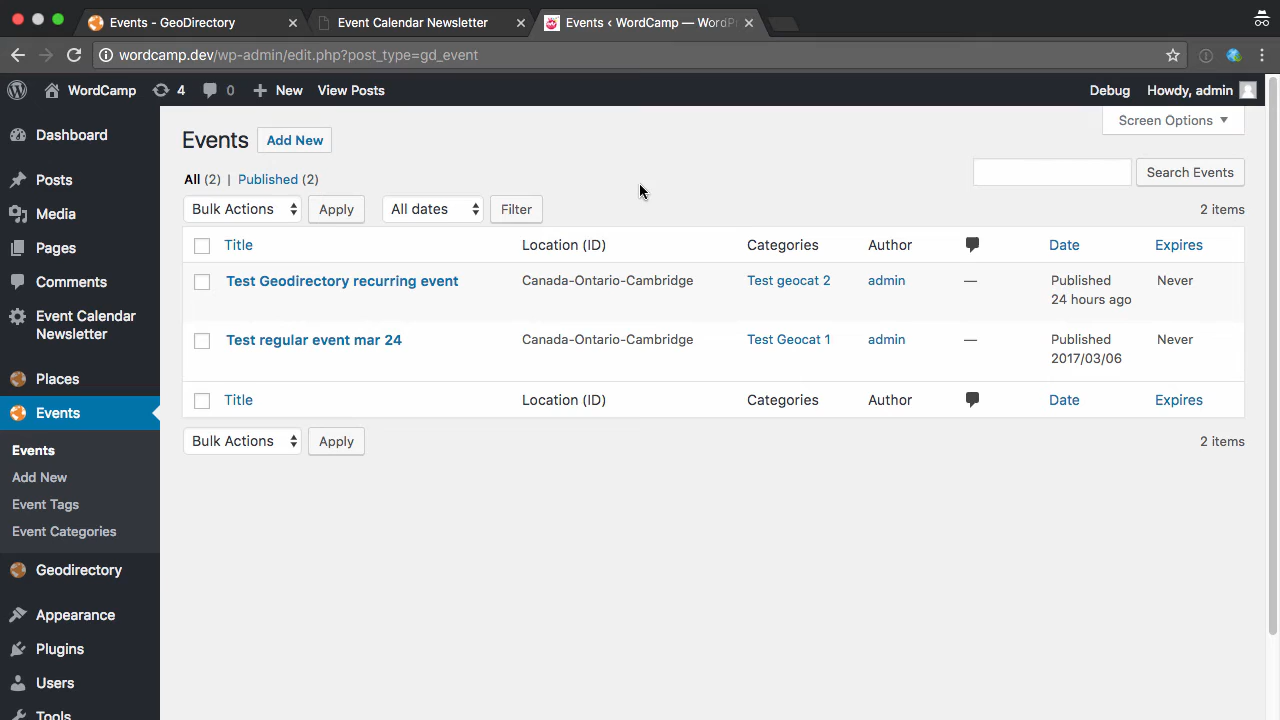 Events - GeoDirectory
Event Calendar Newsletter
Events ‹ WordCamp — WordPr
wordcamp.dev/wp-admin/edit.php?post_type=gd_event
WordCamp 4 0 New View Posts Debug Howdy, admin
Screen Options
Dashboard
Posts
Media
Pages
Comments
Event Calendar
Newsletter
Places
Events
Events
Add New
Event Tags
Event Categories
Geodirectory
Appearance
Plugins
Users
Tools
Events Add New
All (2) | Published (2)
Search Events
Bulk Actions Apply All dates Filter 2 items
Title Location (ID) Categories Author Date Expires
Test Geodirectory recurring event Canada-Ontario-Cambridge Test geocat 2 admin — Published Never
24 hours ago
Test regular event mar 24 Canada-Ontario-Cambridge Test Geocat 1 admin — Published Never
2017/03/06
Title Location (ID) Categories Author Date Expires
Bulk Actions Apply 2 items